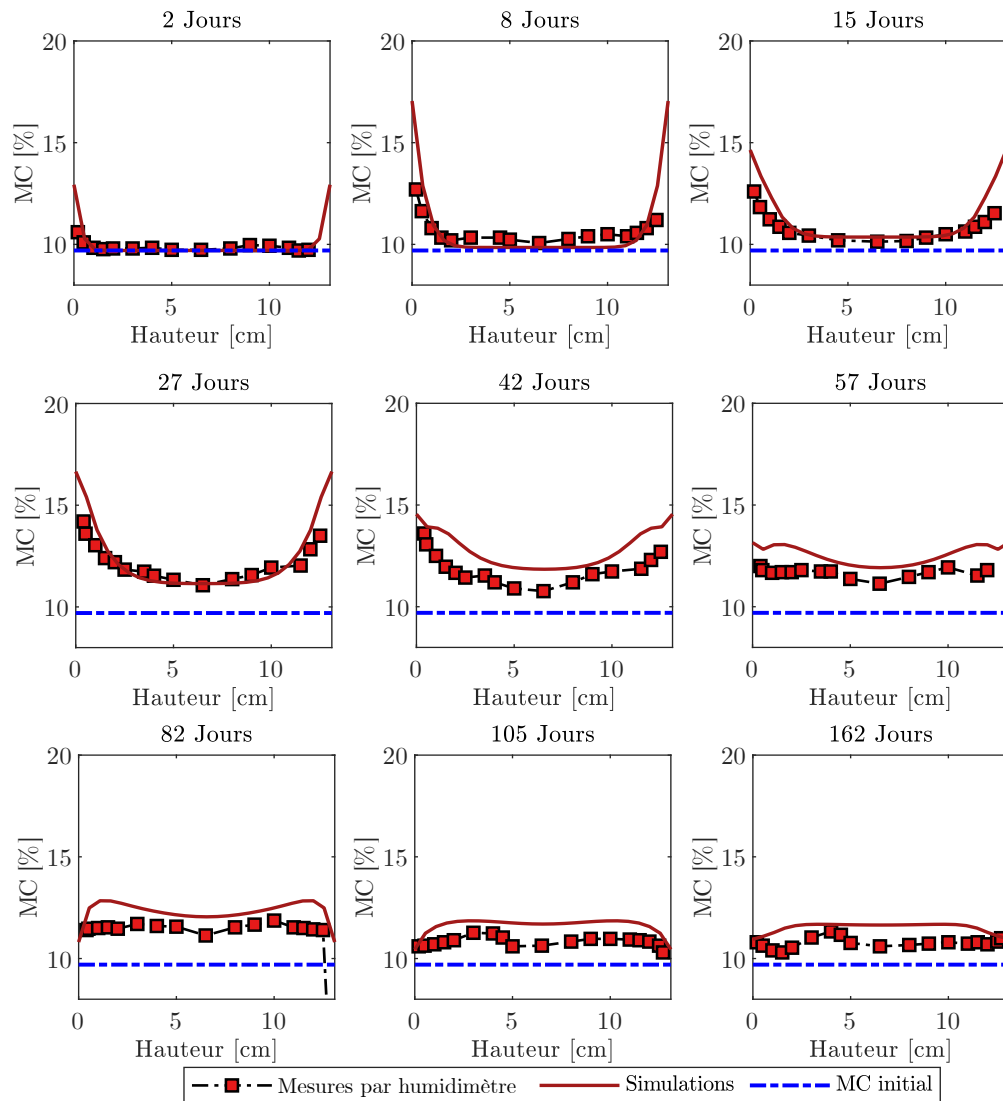 2 Jours
8 Jours
15 Jours
20
15
10
MC [%]
0 5 10
Hauteur [cm]
20
15
10
MC [%]
0 5 10
Hauteur [cm]
20
15
10
MC [%]
0 5 10
Hauteur [cm]
27 Jours
42 Jours
57 Jours
20
15
10
MC [%]
0 5 10
Hauteur [cm]
20
15
10
MC [%]
0 5 10
Hauteur [cm]
20
15
10
MC [%]
0 5 10
Hauteur [cm]
82 Jours
105 Jours
162 Jours
20
15
10
MC [%]
0 5 10
Hauteur [cm]
20
15
10
MC [%]
0 5 10
Hauteur [cm]
20
15
10
MC [%]
0 5 10
Hauteur [cm]
Mesures par humidimètre Simulations MC initial